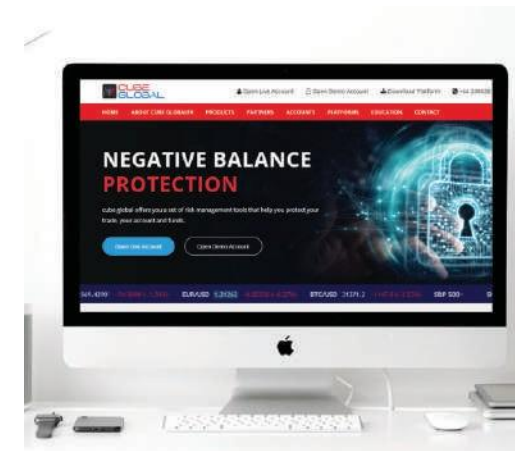 CUBE
GLOBAL
Open Live Account
Open Demo Account
Download Platform
HOME
ABOUT CUBE GLOBALFX
PRODUCTS
PARTNERS
ACCOUNTS
PLATFORMS
EDUCATION
CONTACT
NEGATIVE BALANCE
PROTECTION
cube global offers you a set of risk management tools that help you protect your
trade, your account and funds.
Open Live Account
Open Demo Account
EUR/USD
BTC/USD
S&P 500